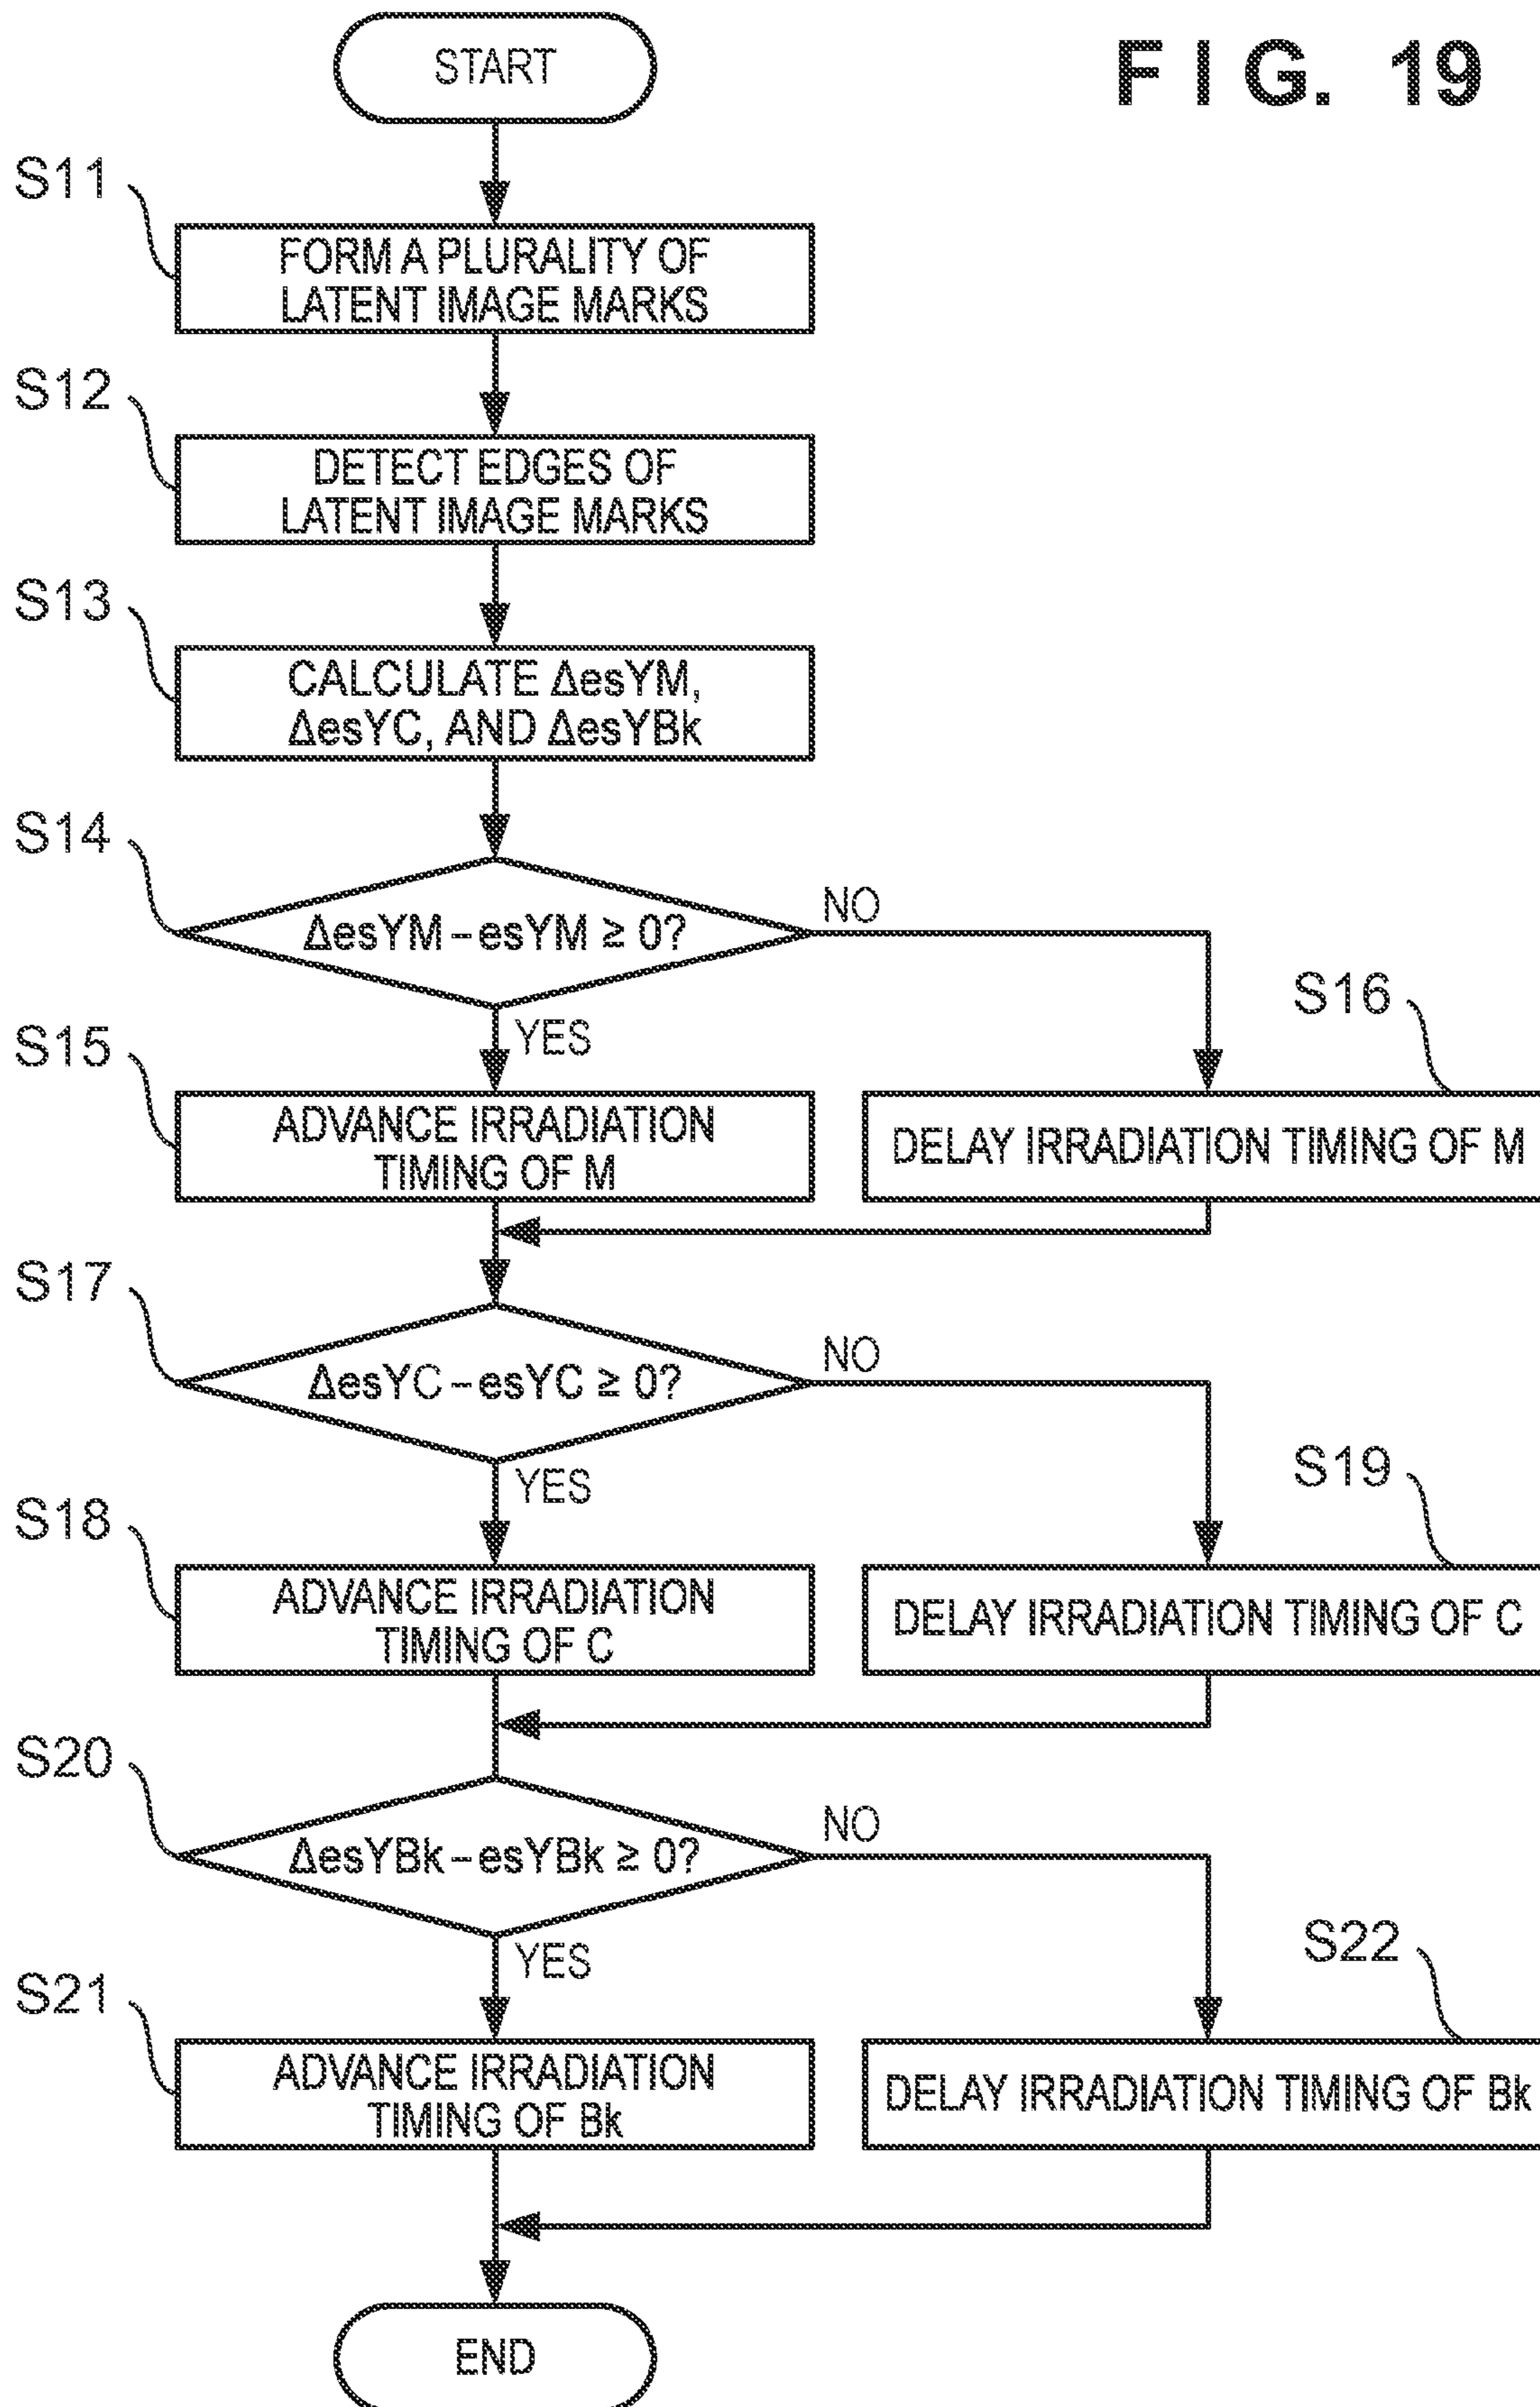 FIG. 19
START
S11
FORM A PLURALITY OF
LATENT IMAGE MARKS
S12
DETECT EDGES OF
LATENT IMAGE MARKS
S13
CALCULATE ΔesYM,
ΔesYC, AND ΔesYBk
S14
ΔesYM – esYM ≥ 0?
NO
YES
S15
ADVANCE IRRADIATION
TIMING OF M
S16
DELAY IRRADIATION TIMING OF M
S17
ΔesYC – esYC ≥ 0?
NO
YES
S18
ADVANCE IRRADIATION
TIMING OF C
S19
DELAY IRRADIATION TIMING OF C
S20
ΔesYBk – esYBk ≥ 0?
NO
YES
S21
ADVANCE IRRADIATION
TIMING OF Bk
S22
DELAY IRRADIATION TIMING OF Bk
END